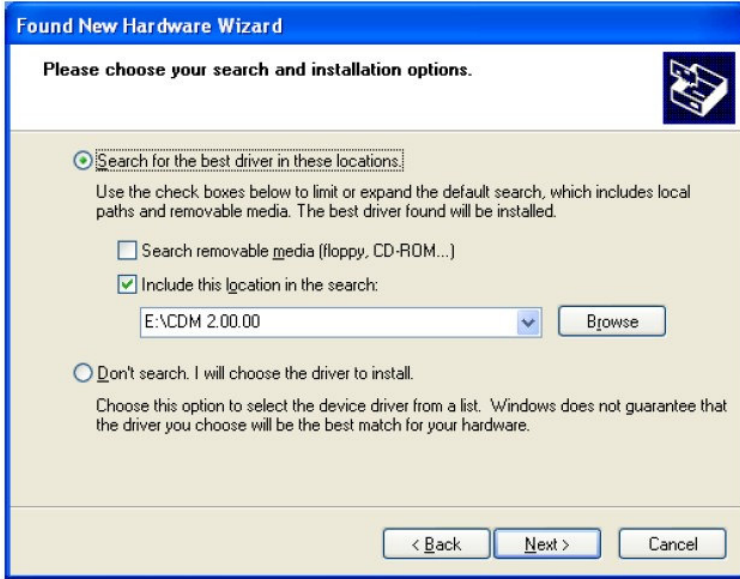 Found New Hardware Wizard
Please choose your search and installation options.
Search for the best driver in these locations.
Use the check boxes below to limit or expand the default search, which includes local
paths and removable media. The best driver found will be installed.
Search removable media (floppy, CD-ROM...)
Include this location in the search:
E:\CDM 2.00.00
Browse
Don't search. I will choose the driver to install.
Choose this option to select the device driver from a list. Windows does not guarantee that
the driver you choose will be the best match for your hardware.
< Back
Next >
Cancel